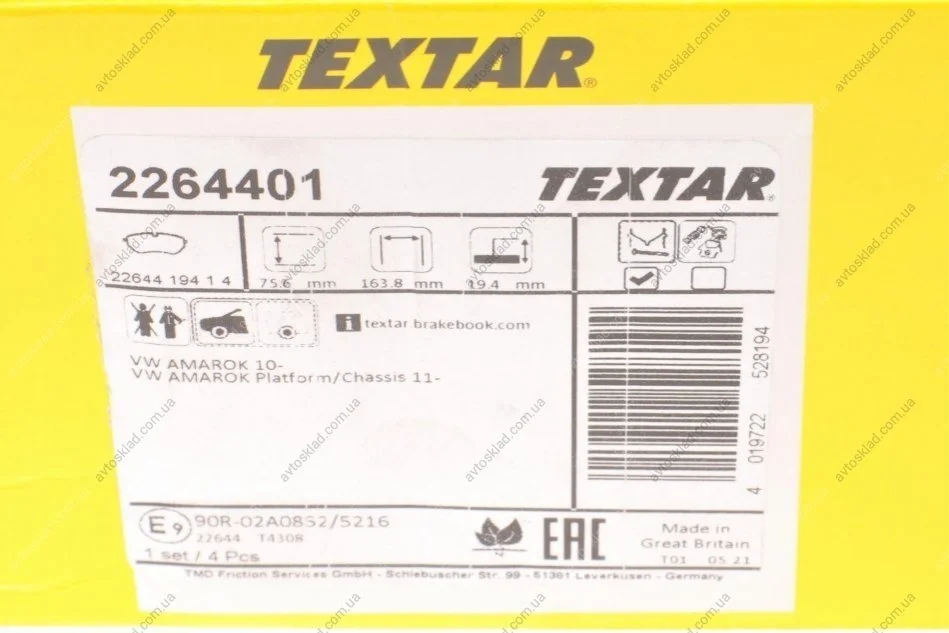 TEXTAR®
2264401
TEXTAR®
22644 194 1 4
75.6 mm
163.8 mm
19.4 mm
i textar.brakebook.com
VW AMAROK 10-
VW AMAROK Platform/Chassis 11-
4 019722 528194
E9 90R-02A0852/5216
22644 T4308
1 set / 4 Pcs
EAC
Made in
Great Britain
T01 05 21
TMD Friction Services GmbH - Schlebuscher Str. 99 - 51381 Leverkusen - Germany
avtosklad.com.ua